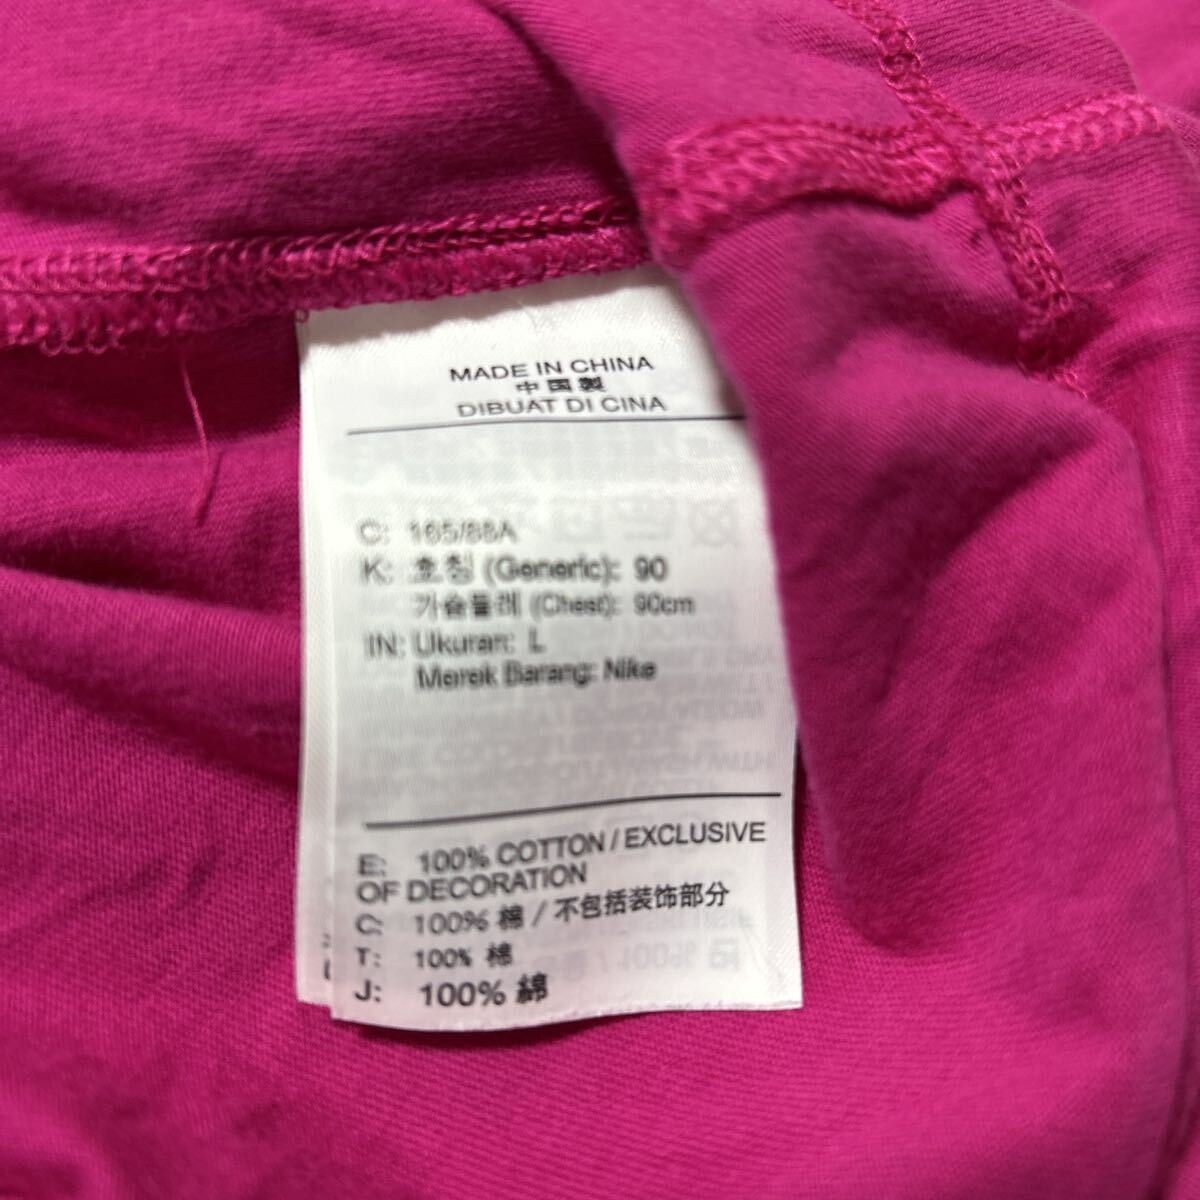 MADE IN CHINA
中国製
DIBUAT DI CINA
C: 165/88A
K: 호칭 (Generic): 90
가슴둘레 (Chest): 90cm
IN: Ukuran: L
Merek Barang: Nike
E: 100% COTTON / EXCLUSIVE
OF DECORATION
C: 100% 棉 / 不包括装饰部分
T: 100% 棉
J: 100% 綿